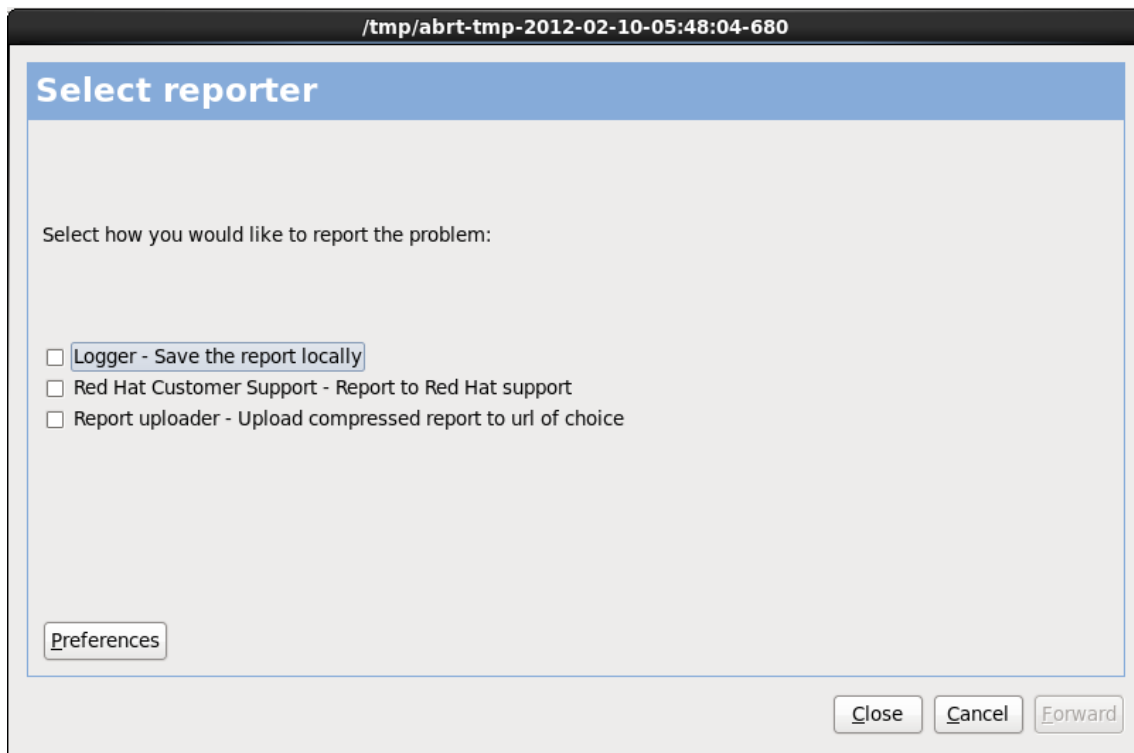 /tmp/abrt-tmp-2012-02-10-05:48:04-680
Select reporter
Select how you would like to report the problem:
Logger - Save the report locally
Red Hat Customer Support - Report to Red Hat support
Report uploader - Upload compressed report to url of choice
Preferences
Close Cancel Forward